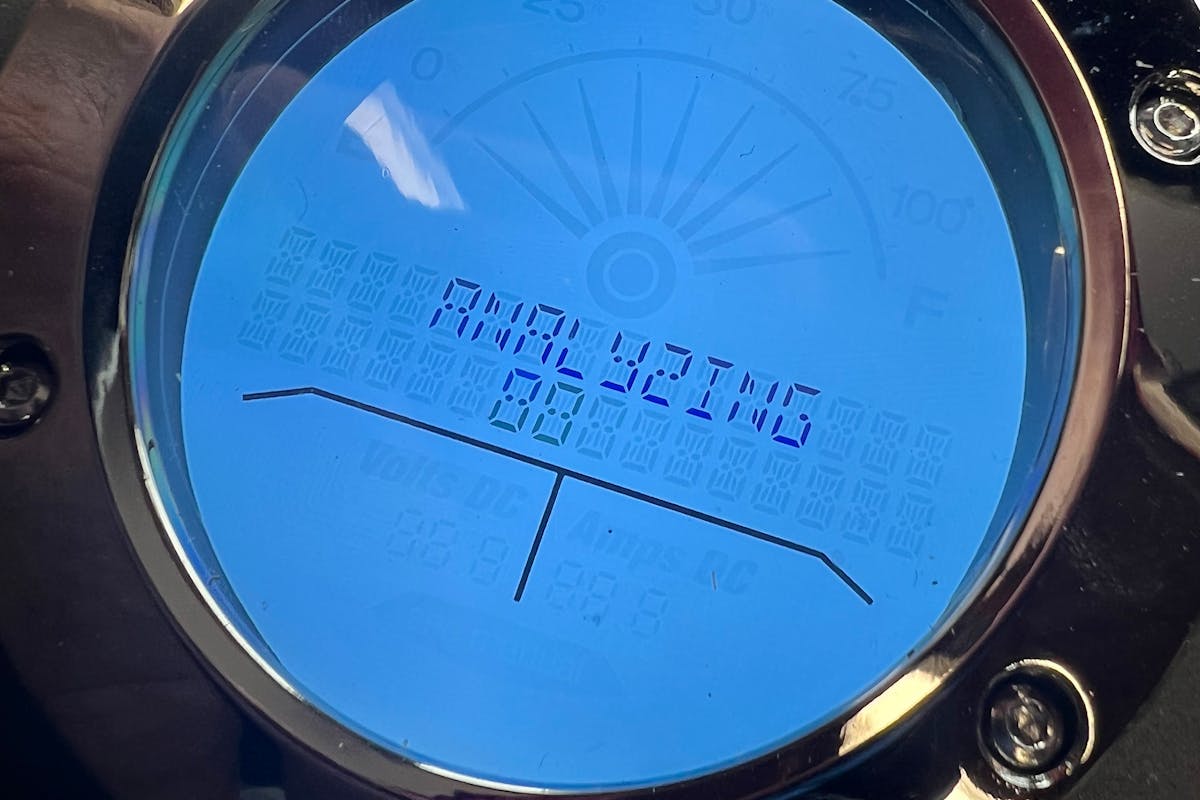 25%
50%
0
75
100%
E
F
ANALYZING
Volts DC
Amps DC